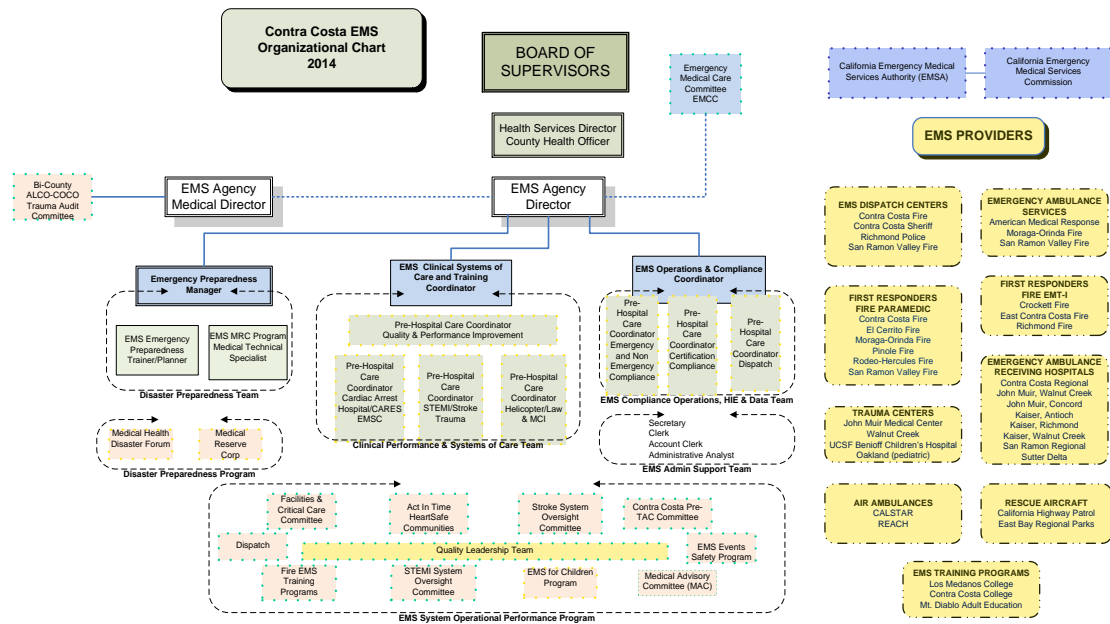 Contra Costa EMS
Organizational Chart
2014
BOARD OF
SUPERVISORS
Emergency
Medical Care
Committee
EMCC
California Emergency Medical
Services Authority (EMSA)
California Emergency
Medical Services
Commission
Health Services Director
County Health Officer
EMS PROVIDERS
Bi-County
ALCO-COCO
Trauma Audit
Committee
EMS Agency
Medical Director
EMS Agency
Director
Emergency Preparedness
Manager
EMS Clinical Systems of
Care and Training
Coordinator
EMS Operations & Compliance
Coordinator
EMS Emergency
Preparedness
Trainer/Planner
EMS MRC Program
Medical Technical
Specialist
Disaster Preparedness Team
Pre-Hospital Care Coordinator
Quality & Performance Improvement
Pre-Hospital
Care
Coordinator
Cardiac Arrest
Hospital/CARES
EMSC
Pre-Hospital
Care
Coordinator
STEMI/Stroke
Trauma
Pre-Hospital
Care
Coordinator
Helicopter/Law
& MCI
Clinical Performance & Systems of Care Team
Pre-
Hospital
Care
Coordinator
Emergency
and Non
Emergency
Compliance
Pre-
Hospital
Care
Coordinator
Certification
Compliance
Pre-
Hospital
Care
Coordinator
Dispatch
EMS Compliance Operations, HIE & Data Team
Medical Health
Disaster Forum
Medical
Reserve
Corp
Disaster Preparedness Program
Secretary
Clerk
Account Clerk
Administrative Analyst
EMS Admin Support Team
Facilities &
Critical Care
Committee
Act In Time
HeartSafe
Communities
Stroke System
Oversight
Committee
Contra Costa Pre-
TAC Committee
Dispatch
Quality Leadership Team
EMS Events
Safety Program
Fire EMS
Training
Programs
STEMI System
Oversight
Committee
EMS for Children
Program
Medical Advisory
Committee (MAC)
EMS System Operational Performance Program
EMS DISPATCH CENTERS
Contra Costa Fire
Contra Costa Sheriff
Richmond Police
San Ramon Valley Fire
EMERGENCY AMBULANCE
SERVICES
American Medical Response
Moraga-Orinda Fire
San Ramon Valley Fire
FIRST RESPONDERS
FIRE PARAMEDIC
Contra Costa Fire
El Cerrito Fire
Moraga-Orinda Fire
Pinole Fire
Rodeo-Hercules Fire
San Ramon Valley Fire
FIRST RESPONDERS
FIRE EMT-I
Crockett Fire
East Contra Costa Fire
Richmond Fire
EMERGENCY AMBULANCE
RECEIVING HOSPITALS
Contra Costa Regional
John Muir, Walnut Creek
John Muir, Concord
Kaiser, Antioch
Kaiser, Richmond
Kaiser, Walnut Creek
San Ramon Regional
Sutter Delta
TRAUMA CENTERS
John Muir Medical Center
Walnut Creek
UCSF Benioff Children's Hospital
Oakland (pediatric)
AIR AMBULANCES
CALSTAR
REACH
RESCUE AIRCRAFT
California Highway Patrol
East Bay Regional Parks
EMS TRAINING PROGRAMS
Los Medanos College
Contra Costa College
Mt. Diablo Adult Education